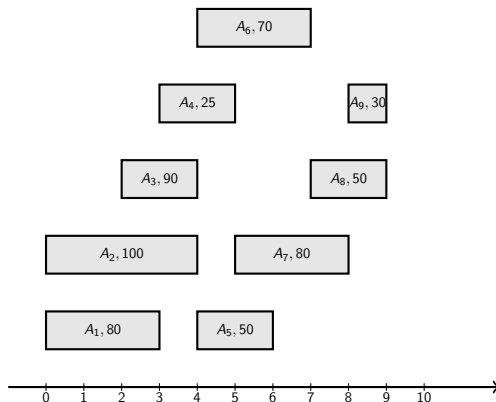 A₆, 70
A₄, 25
A₉, 30
A₃, 90
A₈, 50
A₂, 100
A₇, 80
A₁, 80
A₅, 50
0 1 2 3 4 5 6 7 8 9 10